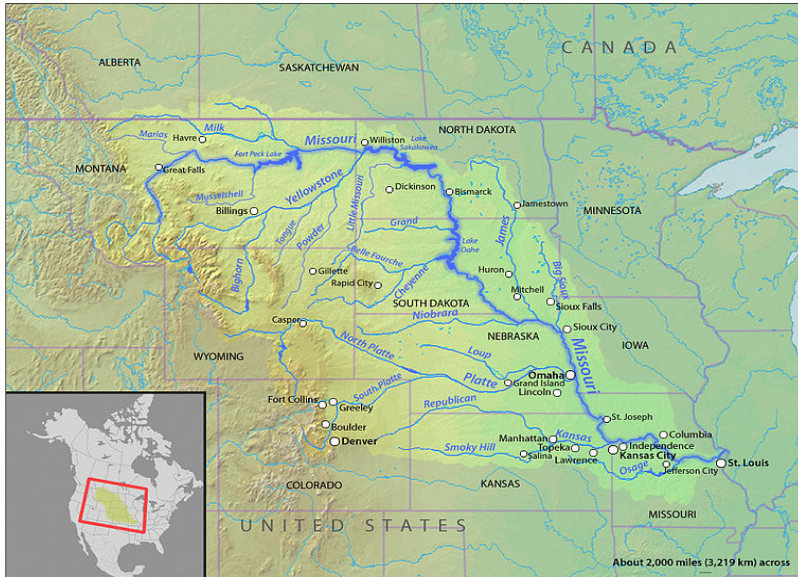 CANADA
ALBERTA
SASKATCHEWAN
Milk
Marias
Havre
Missouri
Williston
Lake
Sakakawea
NORTH DAKOTA
Fort Peck Lake
MONTANA
Great Falls
Musselshell
Yellowstone
Little Missouri
Dickinson
Bismarck
Jamestown
MINNESOTA
Billings
Tongue
Powder
Grand
James
Lake
Oahe
Bighorn
Belle Fourche
Gillette
Rapid City
Cheyenne
Huron
Big Sioux
Mitchell
SOUTH DAKOTA
Sioux Falls
Casper
Niobrara
Sioux City
NEBRASKA
IOWA
WYOMING
North Platte
Loup
Missouri
Omaha
Platte
Grand Island
Lincoln
South Platte
Fort Collins
Greeley
Republican
Boulder
Denver
St. Joseph
Manhattan
Kansas
Columbia
Independence
Topeka
Kansas City
Smoky Hill
Salina
Lawrence
Osage
Jefferson City
St. Louis
COLORADO
KANSAS
MISSOURI
UNITED STATES
About 2,000 miles (3,219 km) across